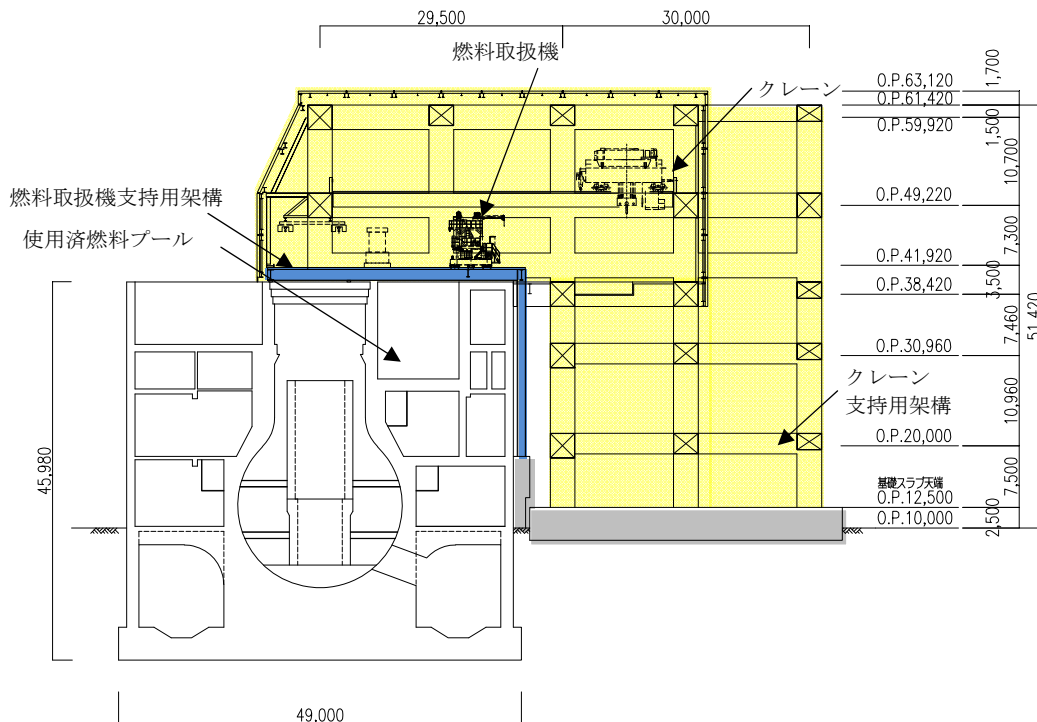 29,500
30,000
燃料取扱機
クレーン
O.P.63,120
1,700
O.P.61,420
O.P.59,920
1,500
10,700
燃料取扱機支持用架構
O.P.49,220
使用済燃料プール
7,300
O.P.41,920
3,500
O.P.38,420
51,420
7,460
O.P.30,960
クレーン
支持用架構
10,960
O.P.20,000
45,980
7,500
基礎スラブ天端
O.P.12,500
O.P.10,000
2,500
49,000